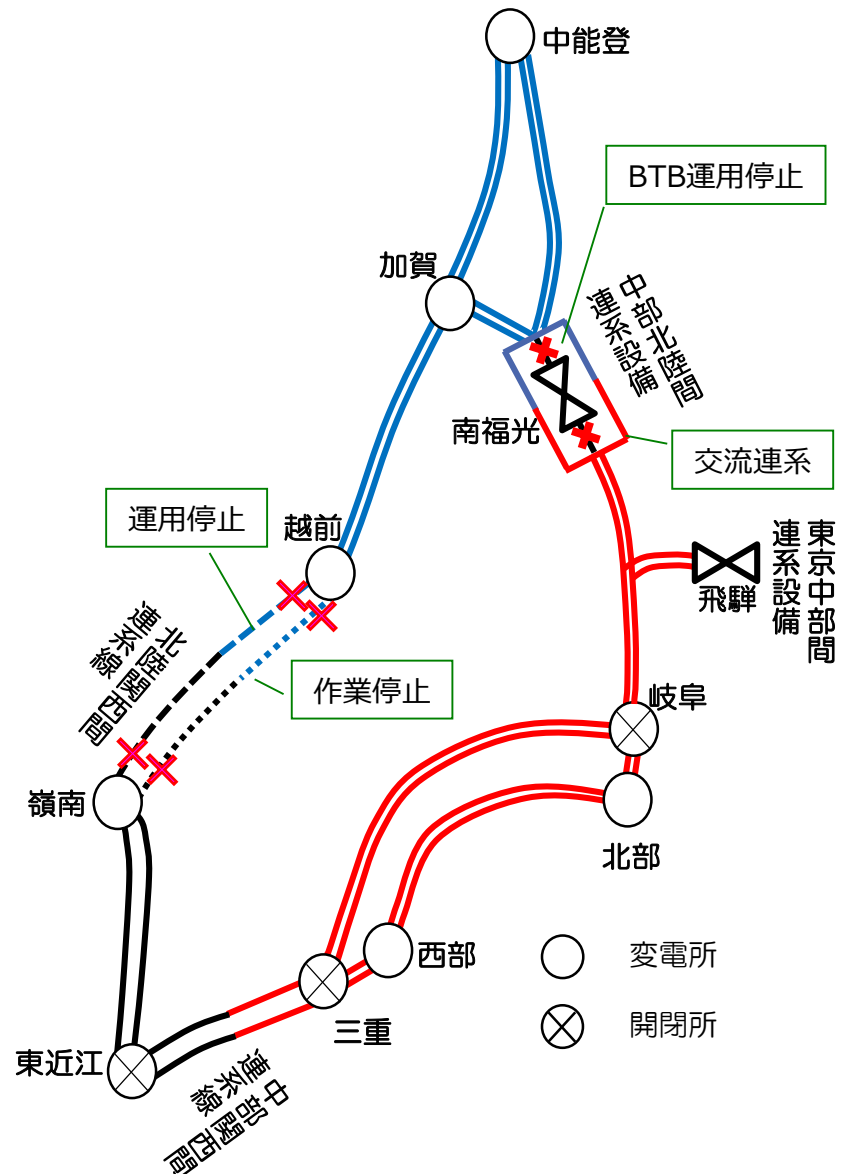 中能登
BTB運用停止
加賀
中部北陸間
連系設備
南福光
交流連系
運用停止
越前
東京中部間
連系設備
飛騨
北陸関西間
連系線
作業停止
岐阜
嶺南
北部
西部
変電所
三重
開閉所
東近江
中部関西間
連系線